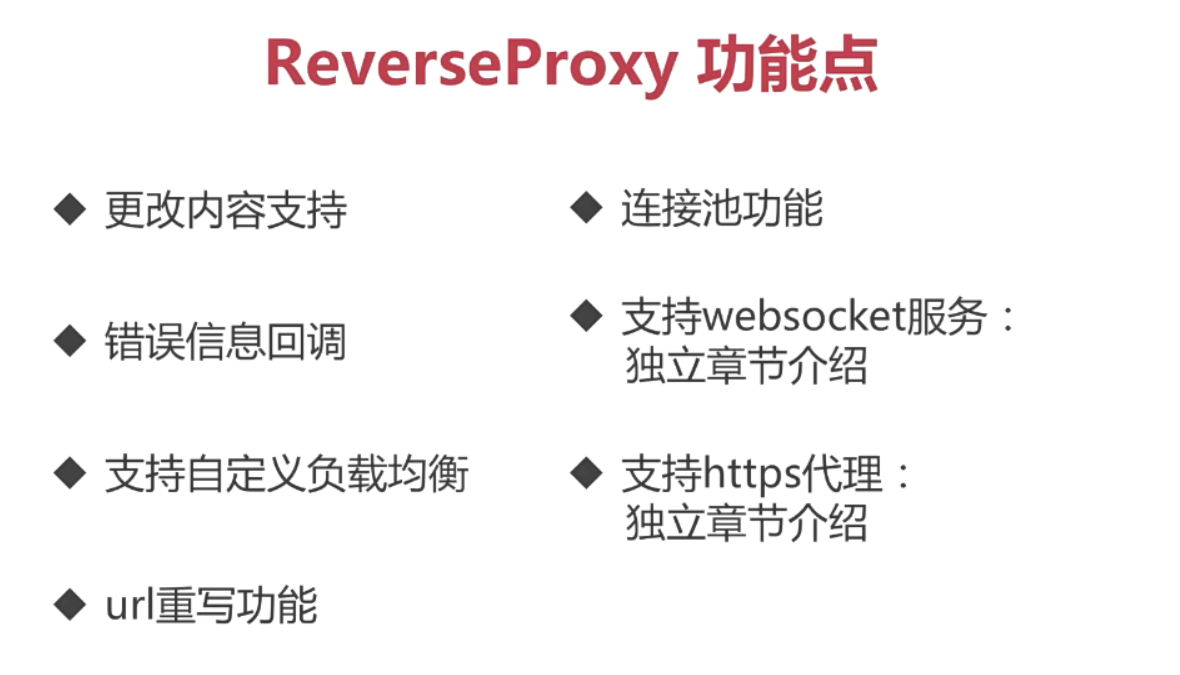 ReverseProxy 功能点
更改内容支持
错误信息回调
支持自定义负载均衡
url重写功能
连接池功能
支持websocket服务：
独立章节介绍
支持https代理：
独立章节介绍